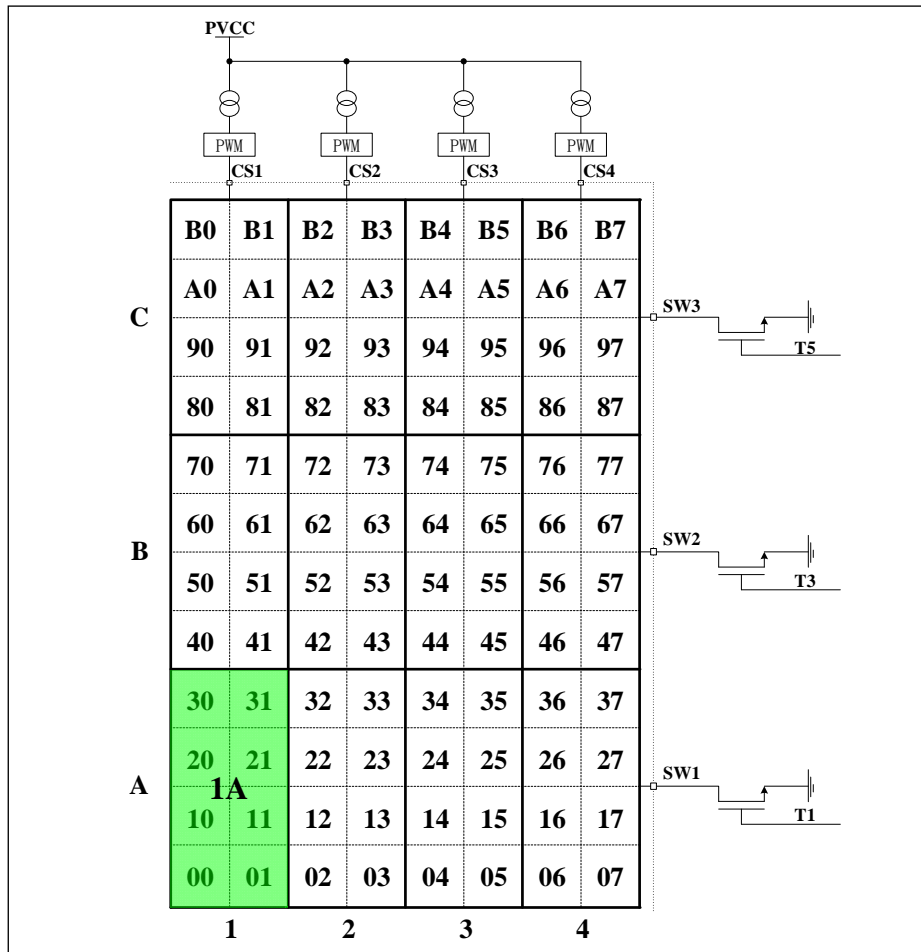 PVCC
PWM PWM PWM PWM
CS1 CS2 CS3 CS4
B0 B1 B2 B3 B4 B5 B6 B7
A0 A1 A2 A3 A4 A5 A6 A7
C SW3
T5
90 91 92 93 94 95 96 97
80 81 82 83 84 85 86 87
70 71 72 73 74 75 76 77
60 61 62 63 64 65 66 67
B SW2
T3
50 51 52 53 54 55 56 57
40 41 42 43 44 45 46 47
30 31 32 33 34 35 36 37
20 21 22 23 24 25 26 27
A 1A SW1
T1
10 11 12 13 14 15 16 17
00 01 02 03 04 05 06 07
1 2 3 4